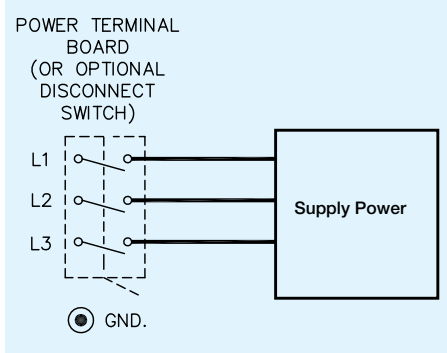 POWER TERMINAL
BOARD
(OR OPTIONAL
DISCONNECT
SWITCH)
L1
L2
Supply Power
L3
GND.